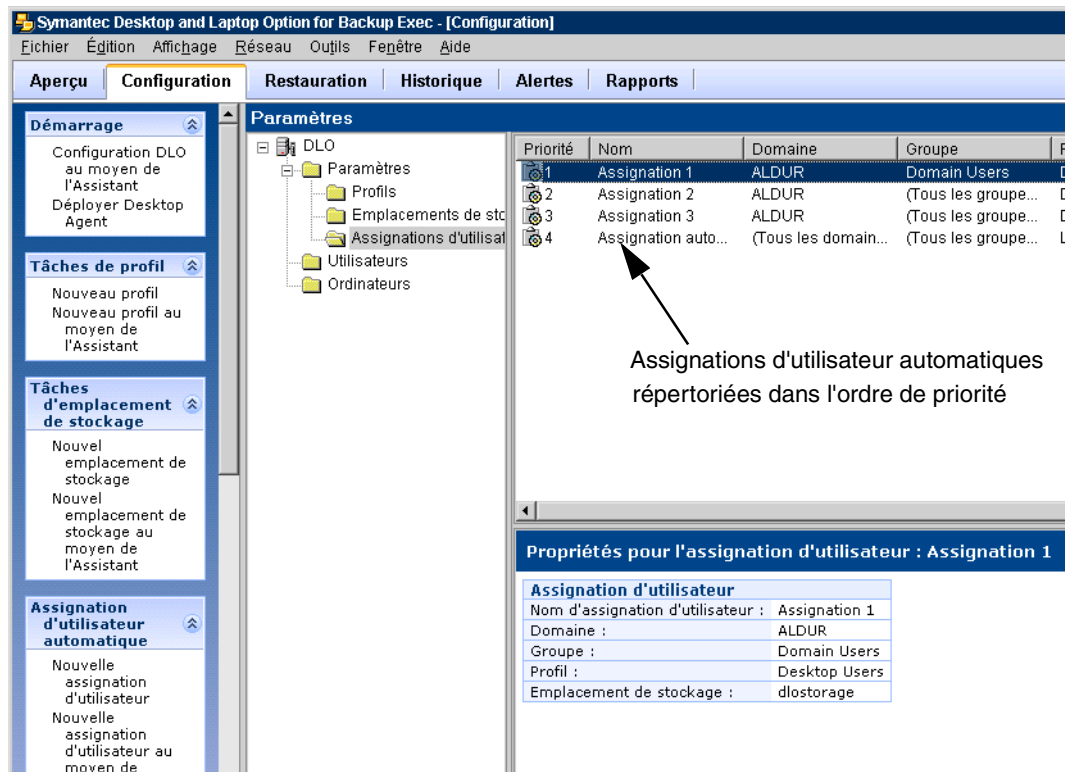 Symantec Desktop and Laptop Option for Backup Exec - [Configuration]
Fichier Édition Affichage Réseau Outils Fenêtre Aide
Aperçu Configuration Restauration Historique Alertes Rapports
Démarrage
Configuration DLO
au moyen de
l'Assistant
Déployer Desktop
Agent
Tâches de profil
Nouveau profil
Nouveau profil au
moyen de
l'Assistant
Tâches
d'emplacement
de stockage
Nouvel
emplacement de
stockage
Nouvel
emplacement de
stockage au
moyen de
l'Assistant
Assignation
d'utilisateur
automatique
Nouvelle
assignation
d'utilisateur
Nouvelle
assignation
d'utilisateur au
moyen de
Paramètres
DLO
Paramètres
Profils
Emplacements de stc
Assignations d'utilisat
Utilisateurs
Ordinateurs
Priorité Nom Domaine Groupe
1 Assignation 1 ALDUR Domain Users
2 Assignation 2 ALDUR (Tous les groupe...
3 Assignation 3 ALDUR (Tous les groupe...
4 Assignation auto... (Tous les domain... (Tous les groupe...
Assignations d'utilisateur automatiques
répertoriées dans l'ordre de priorité
Propriétés pour l'assignation d'utilisateur : Assignation 1
Assignation d'utilisateur
Nom d'assignation d'utilisateur : Assignation 1
Domaine : ALDUR
Groupe : Domain Users
Profil : Desktop Users
Emplacement de stockage : dlostorage